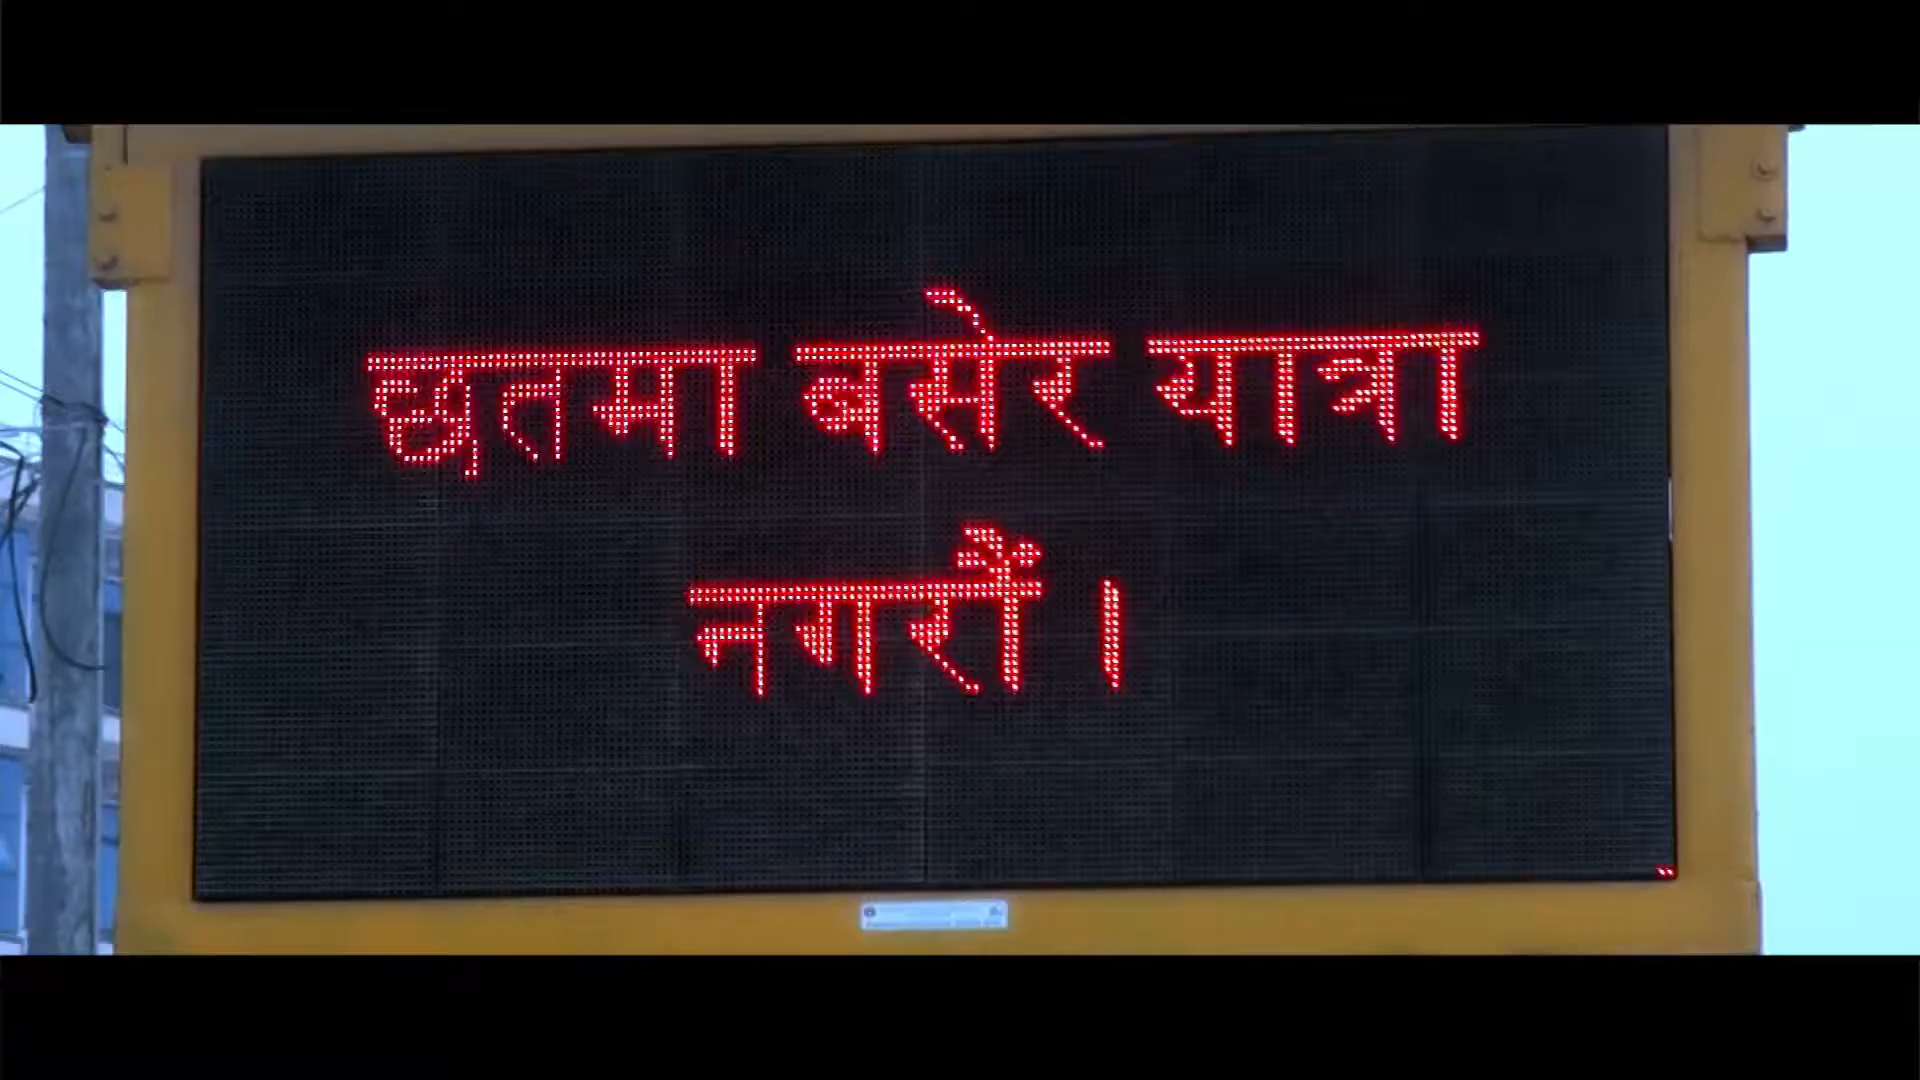 छतमा बसेर यात्रा
नगरौं ।